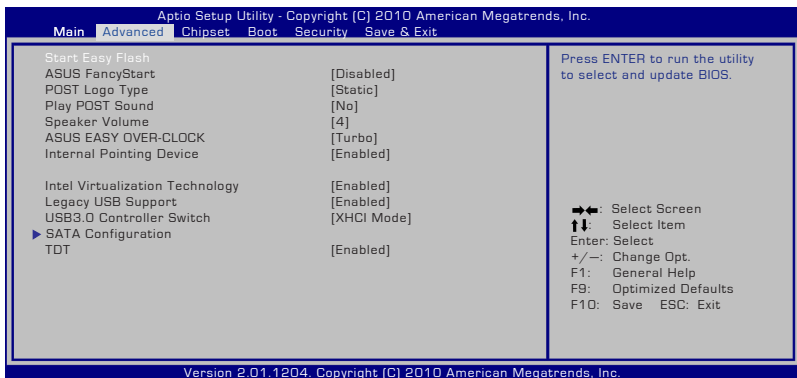 Aptio Setup Utility - Copyright (C) 2010 American Megatrends, Inc.
Main Advanced Chipset Boot Security Save & Exit
Start Easy Flash
ASUS FancyStart [Disabled]
POST Logo Type [Static]
Play POST Sound [No]
Speaker Volume [4]
ASUS EASY OVER-CLOCK [Turbo]
Internal Pointing Device [Enabled]
Intel Virtualization Technology [Enabled]
Legacy USB Support [Enabled]
USB3.0 Controller Switch [XHCI Mode]
SATA Configuration
TDT [Enabled]
Press ENTER to run the utility
to select and update BIOS.
→←: Select Screen
↑↓: Select Item
Enter: Select
+/–: Change Opt.
F1: General Help
F9: Optimized Defaults
F10: Save ESC: Exit
Version 2.01.1204. Copyright (C) 2010 American Megatrends, Inc.